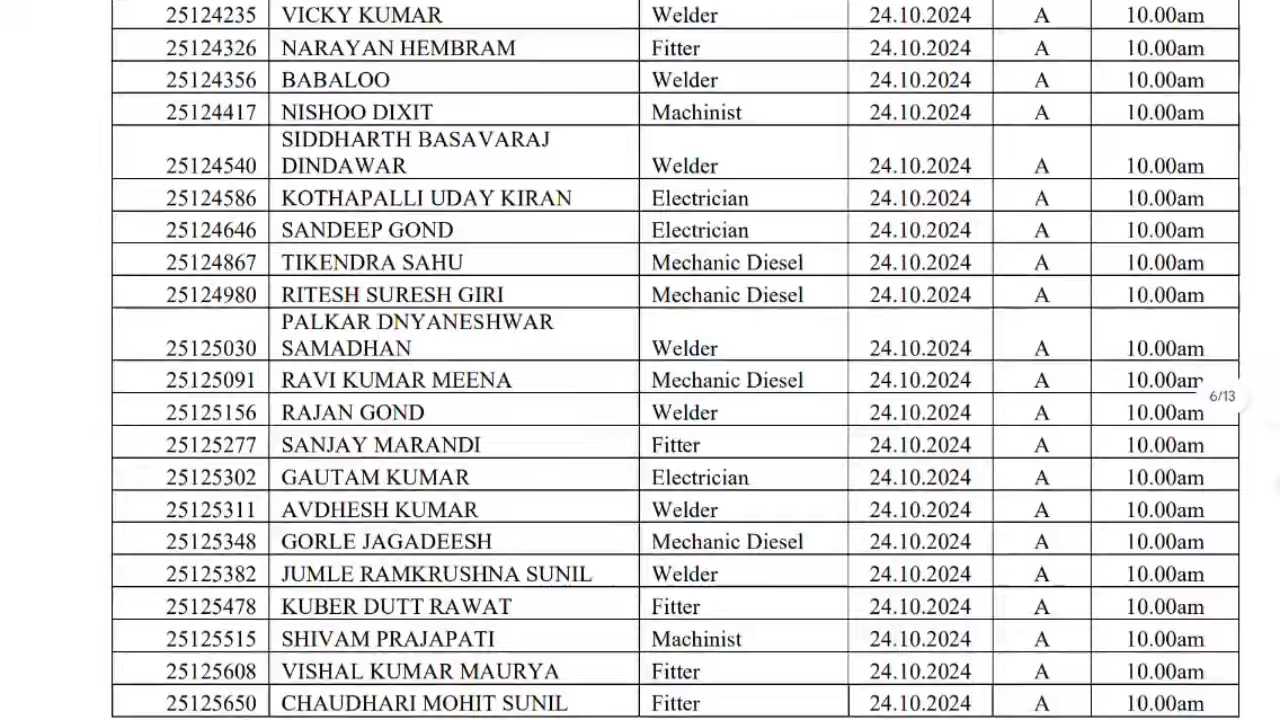 25124235 VICKY KUMAR Welder 24.10.2024 A 10.00am
25124326 NARAYAN HEMBRAM Fitter 24.10.2024 A 10.00am
25124356 BABALOO Welder 24.10.2024 A 10.00am
25124417 NISHOO DIXIT Machinist 24.10.2024 A 10.00am
SIDDHARTH BASAVARAJ
25124540 DINDAWAR Welder 24.10.2024 A 10.00am
25124586 KOTHAPALLI UDAY KIRAN Electrician 24.10.2024 A 10.00am
25124646 SANDEEP GOND Electrician 24.10.2024 A 10.00am
25124867 TIKENDRA SAHU Mechanic Diesel 24.10.2024 A 10.00am
25124980 RITESH SURESH GIRI Mechanic Diesel 24.10.2024 A 10.00am
PALKAR DNYANESHWAR
25125030 SAMADHAN Welder 24.10.2024 A 10.00am
25125091 RAVI KUMAR MEENA Mechanic Diesel 24.10.2024 A 10.00am
6/13
25125156 RAJAN GOND Welder 24.10.2024 A 10.00am
25125277 SANJAY MARANDI Fitter 24.10.2024 A 10.00am
25125302 GAUTAM KUMAR Electrician 24.10.2024 A 10.00am
25125311 AVDHESH KUMAR Welder 24.10.2024 A 10.00am
25125348 GORLE JAGADEESH Mechanic Diesel 24.10.2024 A 10.00am
25125382 JUMLE RAMKRUSHNA SUNIL Welder 24.10.2024 A 10.00am
25125478 KUBER DUTT RAWAT Fitter 24.10.2024 A 10.00am
25125515 SHIVAM PRAJAPATI Machinist 24.10.2024 A 10.00am
25125608 VISHAL KUMAR MAURYA Fitter 24.10.2024 A 10.00am
25125650 CHAUDHARI MOHIT SUNIL Fitter 24.10.2024 A 10.00am